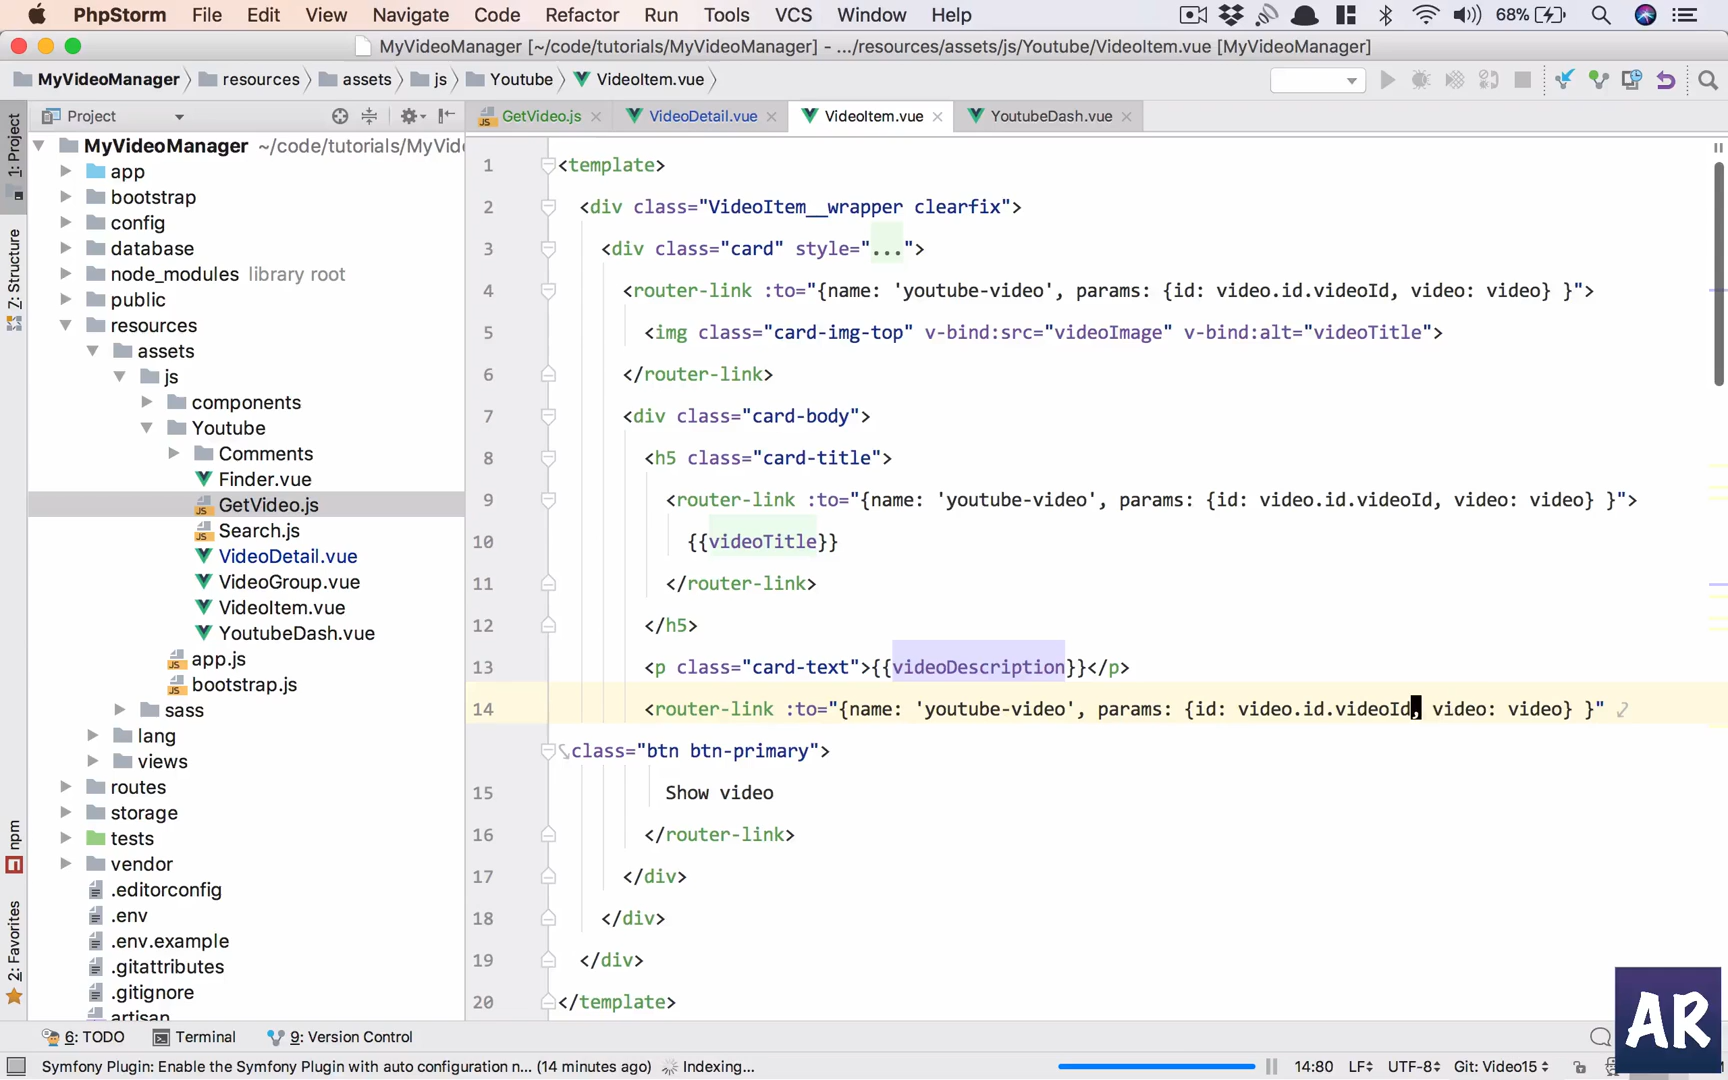 PhpStorm File Edit View Navigate Code Refactor Run Tools VCS Window Help 68%
MyVideoManager [~/code/tutorials/MyVideoManager] - .../resources/assets/js/Youtube/VideoItem.vue [MyVideoManager]
MyVideoManager resources assets js Youtube VideoItem.vue
Project
GetVideo.js VideoDetail.vue VideoItem.vue YoutubeDash.vue
1: Project
Z: Structure
npm
2: Favorites
MyVideoManager ~/code/tutorials/MyVid
app
bootstrap
config
database
node_modules library root
public
resources
assets
js
components
Youtube
Comments
Finder.vue
GetVideo.js
Search.js
VideoDetail.vue
VideoGroup.vue
VideoItem.vue
YoutubeDash.vue
app.js
bootstrap.js
sass
lang
views
routes
storage
tests
vendor
.editorconfig
.env
.env.example
.gitattributes
.gitignore
artisan
1 <template>
2 <div class="VideoItem__wrapper clearfix">
3 <div class="card" style="...">
4 <router-link :to="{name: 'youtube-video', params: {id: video.id.videoId, video: video} }">
5 <img class="card-img-top" v-bind:src="videoImage" v-bind:alt="videoTitle">
6 </router-link>
7 <div class="card-body">
8 <h5 class="card-title">
9 <router-link :to="{name: 'youtube-video', params: {id: video.id.videoId, video: video} }">
10 {{videoTitle}}
11 </router-link>
12 </h5>
13 <p class="card-text">{{videoDescription}}</p>
14 <router-link :to="{name: 'youtube-video', params: {id: video.id.videoId, video: video} }"
class="btn btn-primary">
15 Show video
16 </router-link>
17 </div>
18 </div>
19 </div>
20 </template>
6: TODO Terminal 9: Version Control
Symfony Plugin: Enable the Symfony Plugin with auto configuration n... (14 minutes ago) Indexing... 14:80 LF UTF-8 Git: Video15
AR